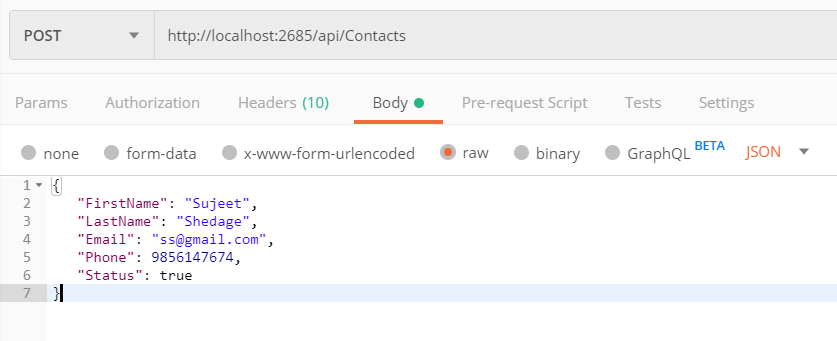 POST http://localhost:2685/api/Contacts
Params Authorization Headers (10) Body Pre-request Script Tests Settings
none form-data x-www-form-urlencoded raw binary GraphQL BETA JSON
1 {
2 "FirstName": "Sujeet",
3 "LastName": "Shedage",
4 "Email": "ss@gmail.com",
5 "Phone": 9856147674,
6 "Status": true
7 }